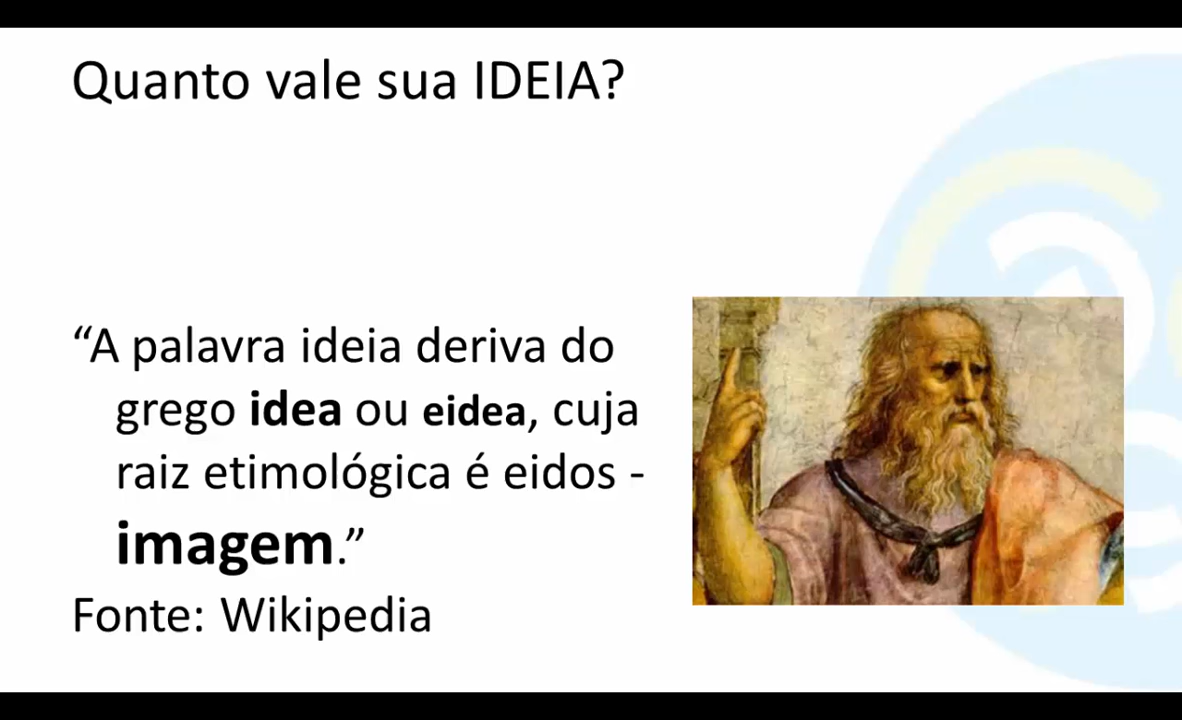 Quanto vale sua IDEIA?
“A palavra ideia deriva do
grego idea ou eidea, cuja
raiz etimológica é eidos -
imagem.”
Fonte: Wikipedia